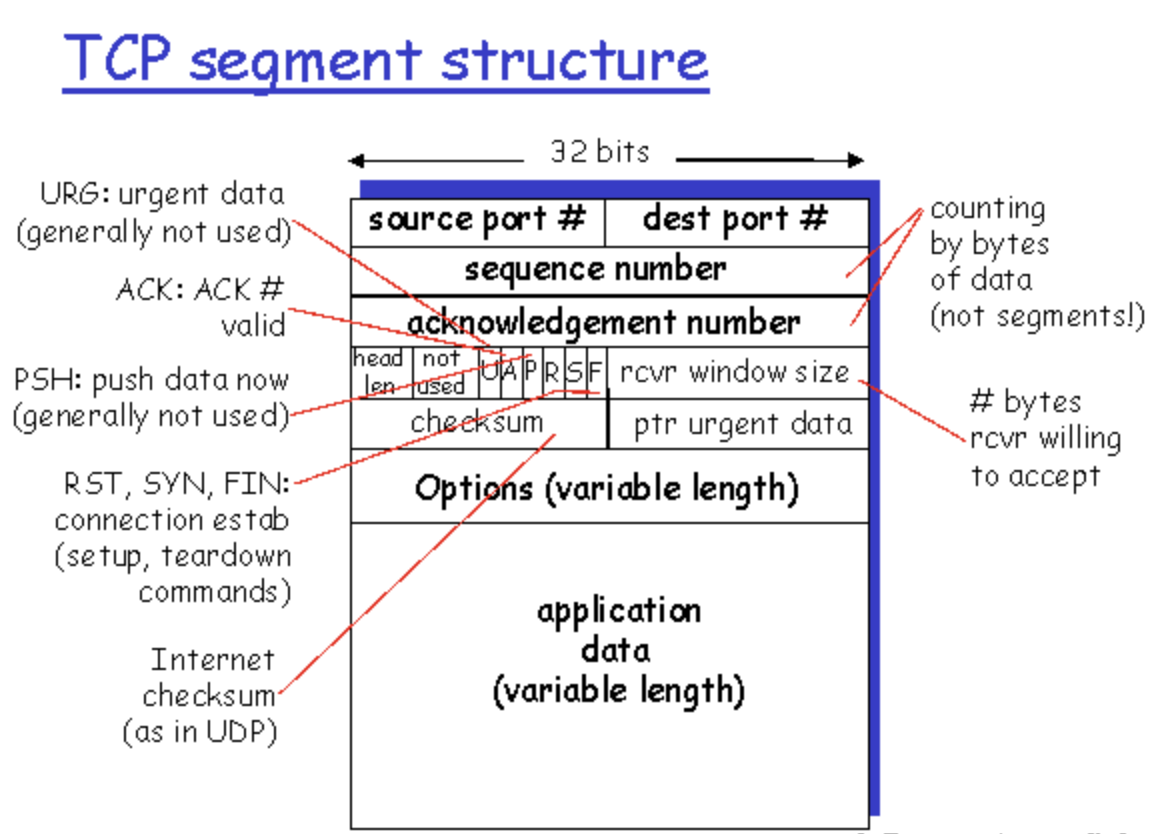 TCP segment structure
32 bits
URG: urgent data
(generally not used)
ACK: ACK #
valid
PSH: push data now
(generally not used)
RST, SYN, FIN:
connection estab
(setup, teardown
commands)
Internet
checksum
(as in UDP)
source port # dest port #
sequence number
acknowledgement number
head
len
not
used
U A P R S F rcvr window size
checksum ptr urgent data
Options (variable length)
application
data
(variable length)
counting
by bytes
of data
(not segments!)
# bytes
rcvr willing
to accept